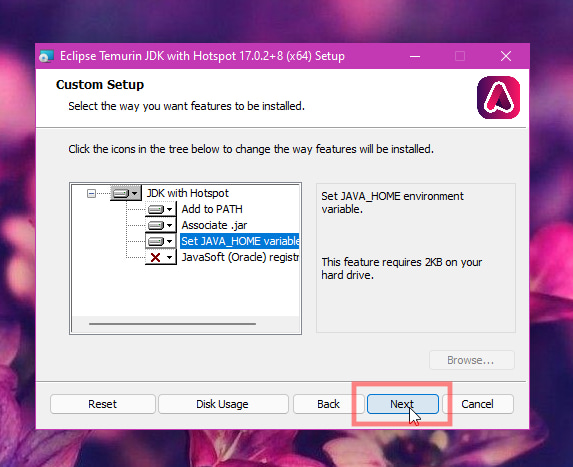 Eclipse Temurin JDK with Hotspot 17.0.2+8 (x64) Setup
Custom Setup
Select the way you want features to be installed.
Click the icons in the tree below to change the way features will be installed.
JDK with Hotspot
Add to PATH
Associate .jar
Set JAVA_HOME variable
JavaSoft (Oracle) registr
Set JAVA_HOME environment
variable.
This feature requires 2KB on your
hard drive.
Browse...
Reset Disk Usage Back Next Cancel